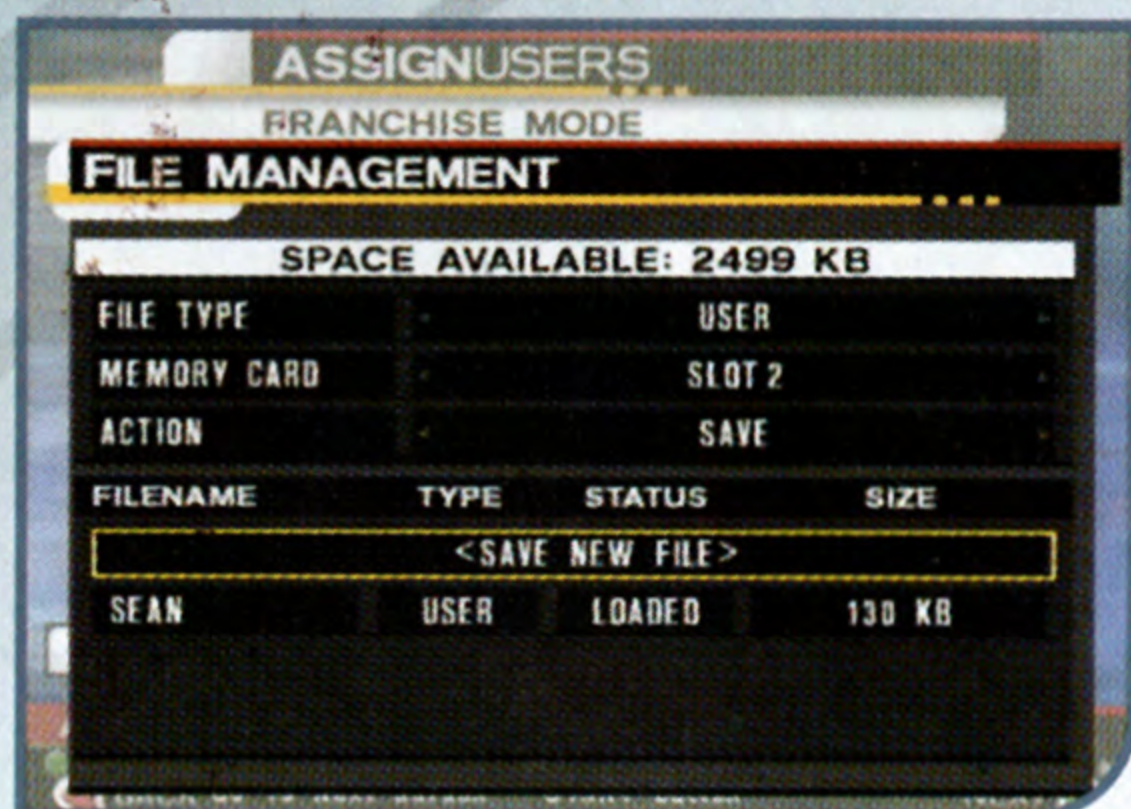 ASSIGNUSERS
FRANCHISE MODE
FILE MANAGEMENT
SPACE AVAILABLE: 2499 KB
FILE TYPE USER
MEMORY CARD SLOT 2
ACTION SAVE
FILENAME TYPE STATUS SIZE
<SAVE NEW FILE>
SEAN USER LOADED 130 KB